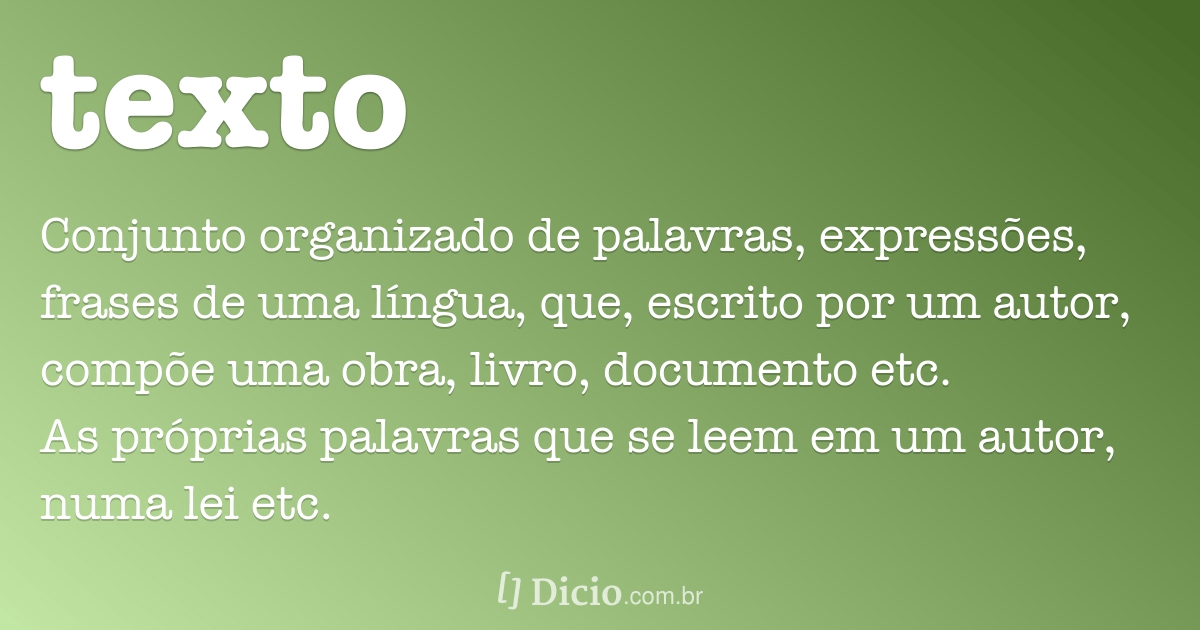 texto
Conjunto organizado de palavras, expressões,
frases de uma língua, que, escrito por um autor,
compõe uma obra, livro, documento etc.
As próprias palavras que se leem em um autor,
numa lei etc.
[] Dicio.com.br